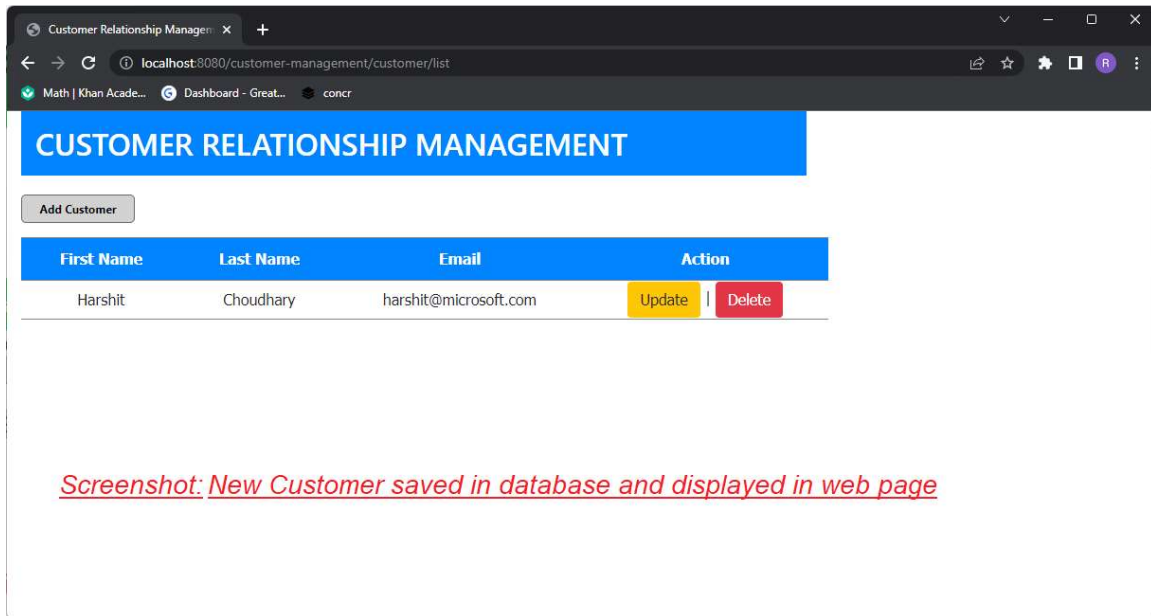 Customer Relationship Managem
localhost:8080/customer-management/customer/list
R
Math | Khan Acade... Dashboard - Great... concr
CUSTOMER RELATIONSHIP MANAGEMENT
Add Customer
First Name Last Name Email Action
Harshit Choudhary harshit@microsoft.com Update | Delete
Screenshot: New Customer saved in database and displayed in web page